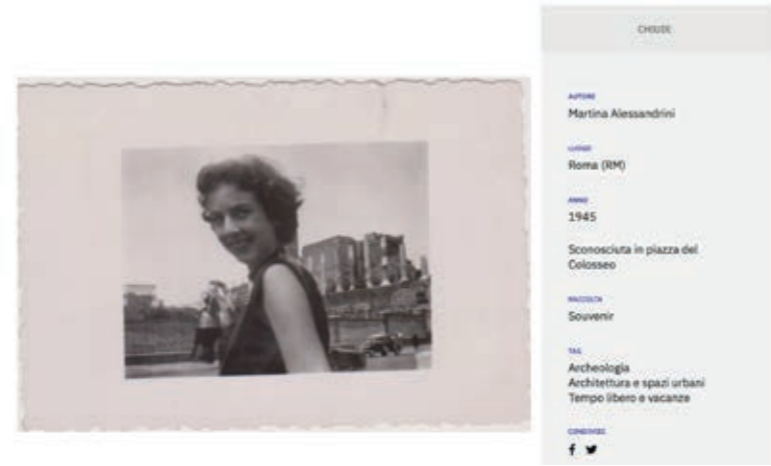 CHIUDI
AUTORE
Martina Alessandrini
LUOGO
Roma (RM)
ANNO
1945
Sconosciuta in piazza del
Colosseo
RACCOLTA
Souvenir
TAG
Archeologia
Architettura e spazi urbani
Tempo libero e vacanze
CONDIVIDI